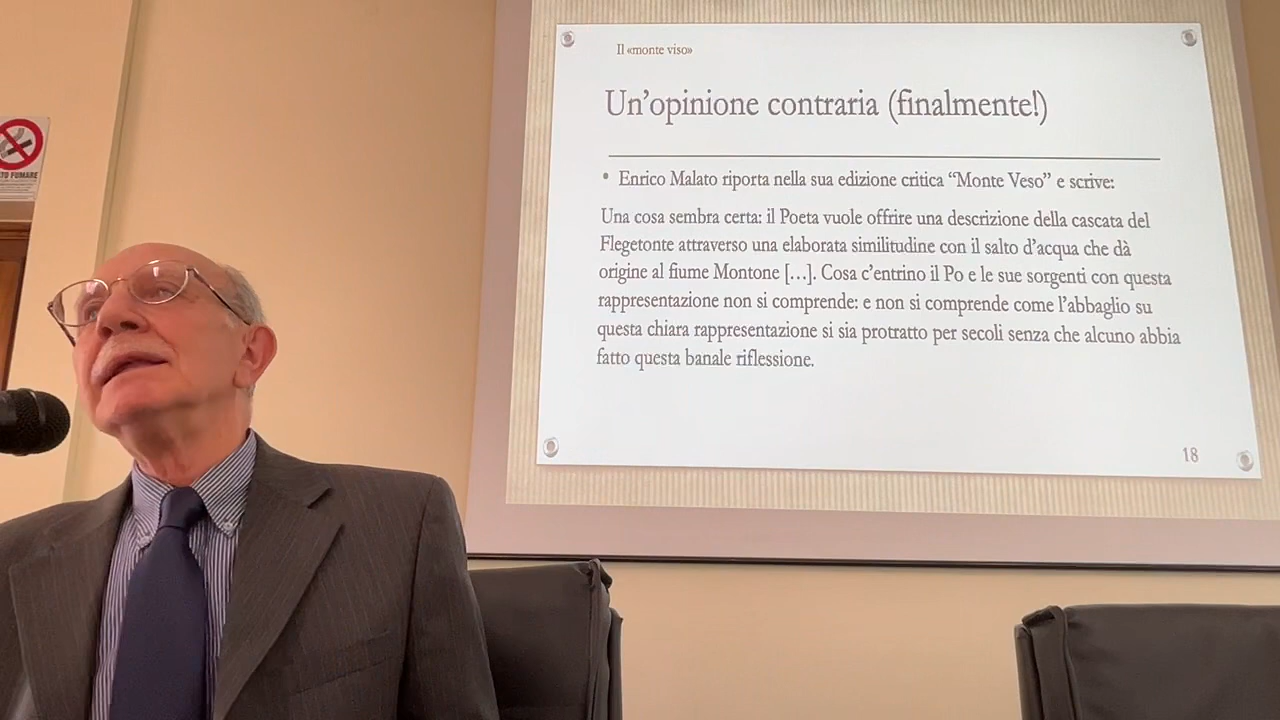 Il «monte viso»
Un'opinione contraria (finalmente!)
• Enrico Malato riporta nella sua edizione critica “Monte Veso” e scrive:
Una cosa sembra certa: il Poeta vuole offrire una descrizione della cascata del
Flegetonte attraverso una elaborata similitudine con il salto d'acqua che dà
origine al fiume Montone [...]. Cosa c'entrino il Po e le sue sorgenti con questa
rappresentazione non si comprende: e non si comprende come l'abbaglio su
questa chiara rappresentazione si sia protratto per secoli senza che alcuno abbia
fatto questa banale riflessione.
18
FUMARE